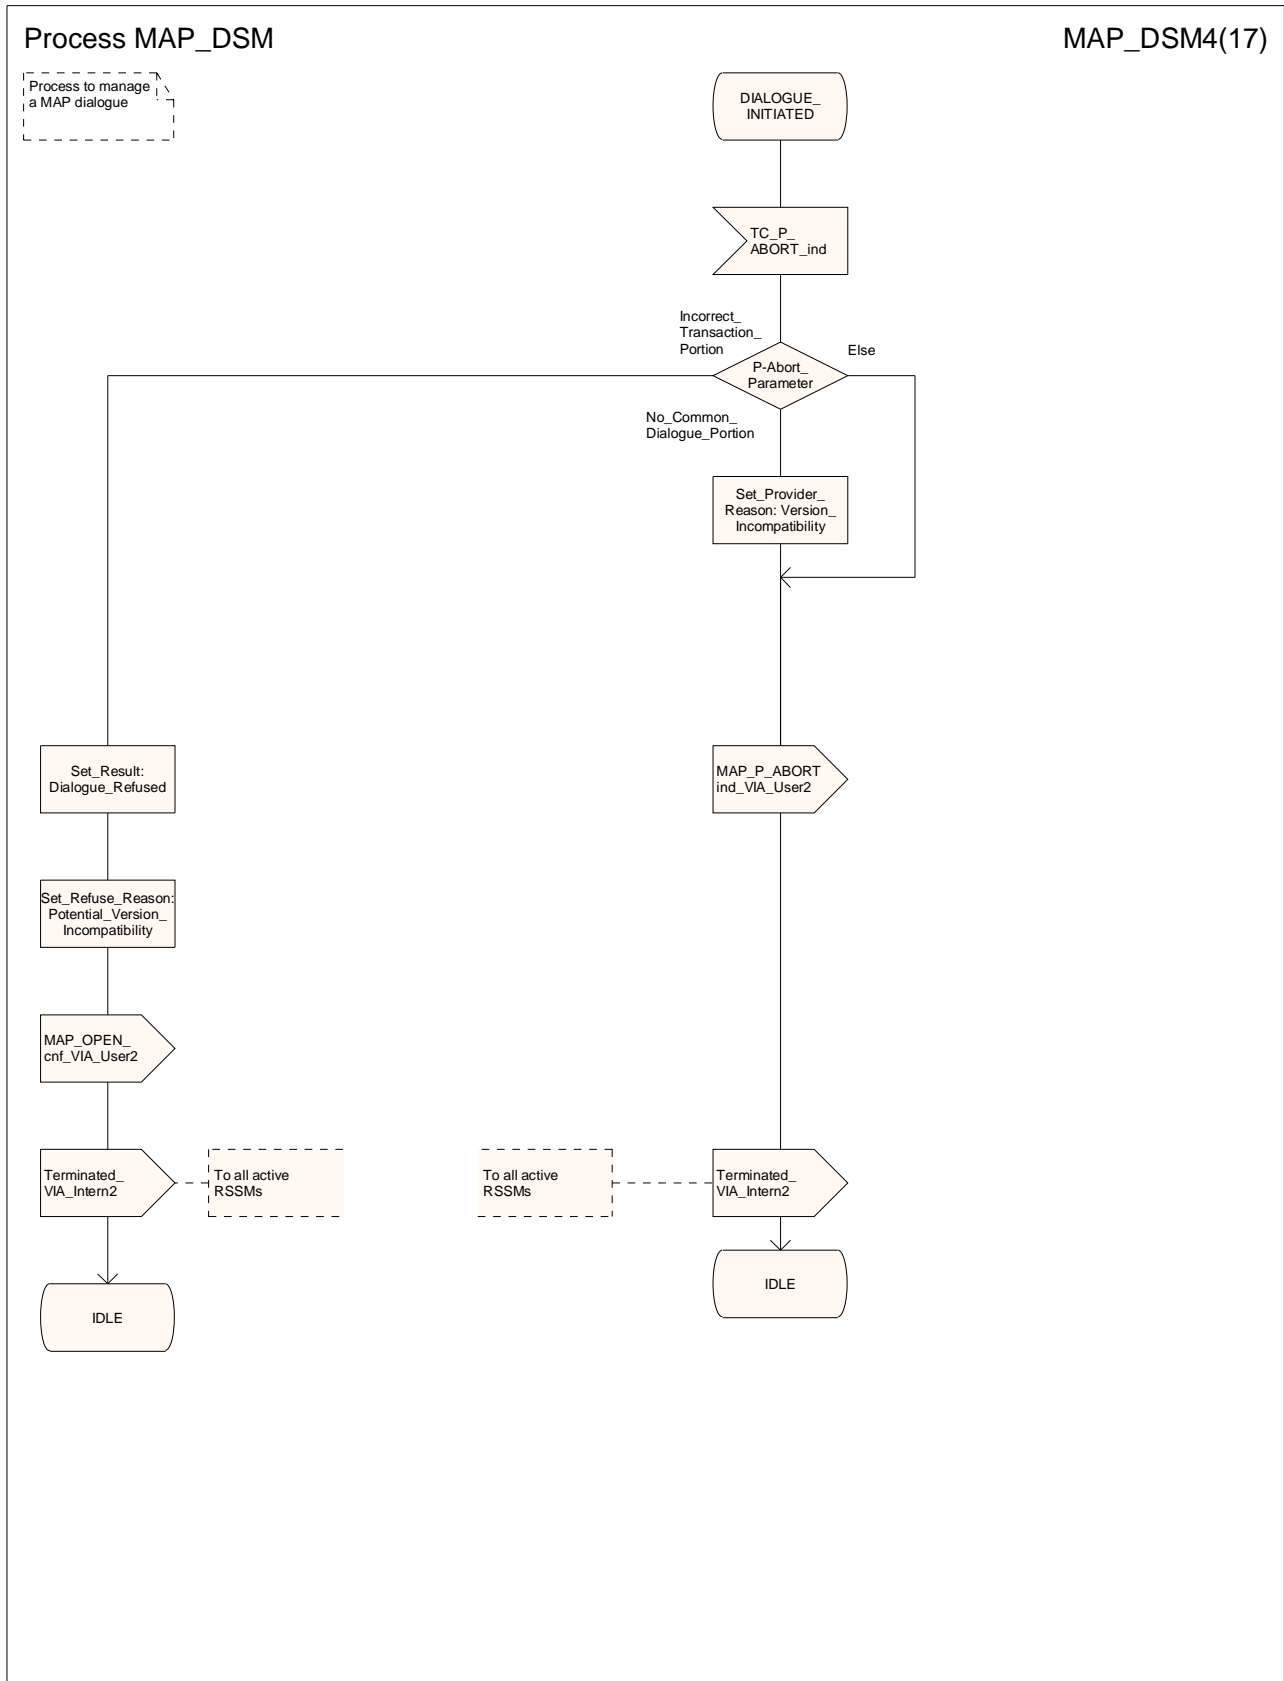 Process MAP_DSM
MAP_DSM4(17)
Process to manage
a MAP dialogue
DIALOGUE_
INITIATED
TC_P_
ABORT_ind
Incorrect_
Transaction_
Portion
Else
P-Abort_
Parameter
No_Common_
Dialogue_Portion
Set_Provider_
Reason: Version_
Incompatibility
Set_Result:
Dialogue_Refused
MAP_P_ABORT
ind_VIA_User2
Set_Refuse_Reason:
Potential_Version_
Incompatibility
MAP_OPEN_
cnf_VIA_User2
Terminated_
VIA_Intern2
To all active
RSSMs
To all active
RSSMs
Terminated_
VIA_Intern2
IDLE
IDLE